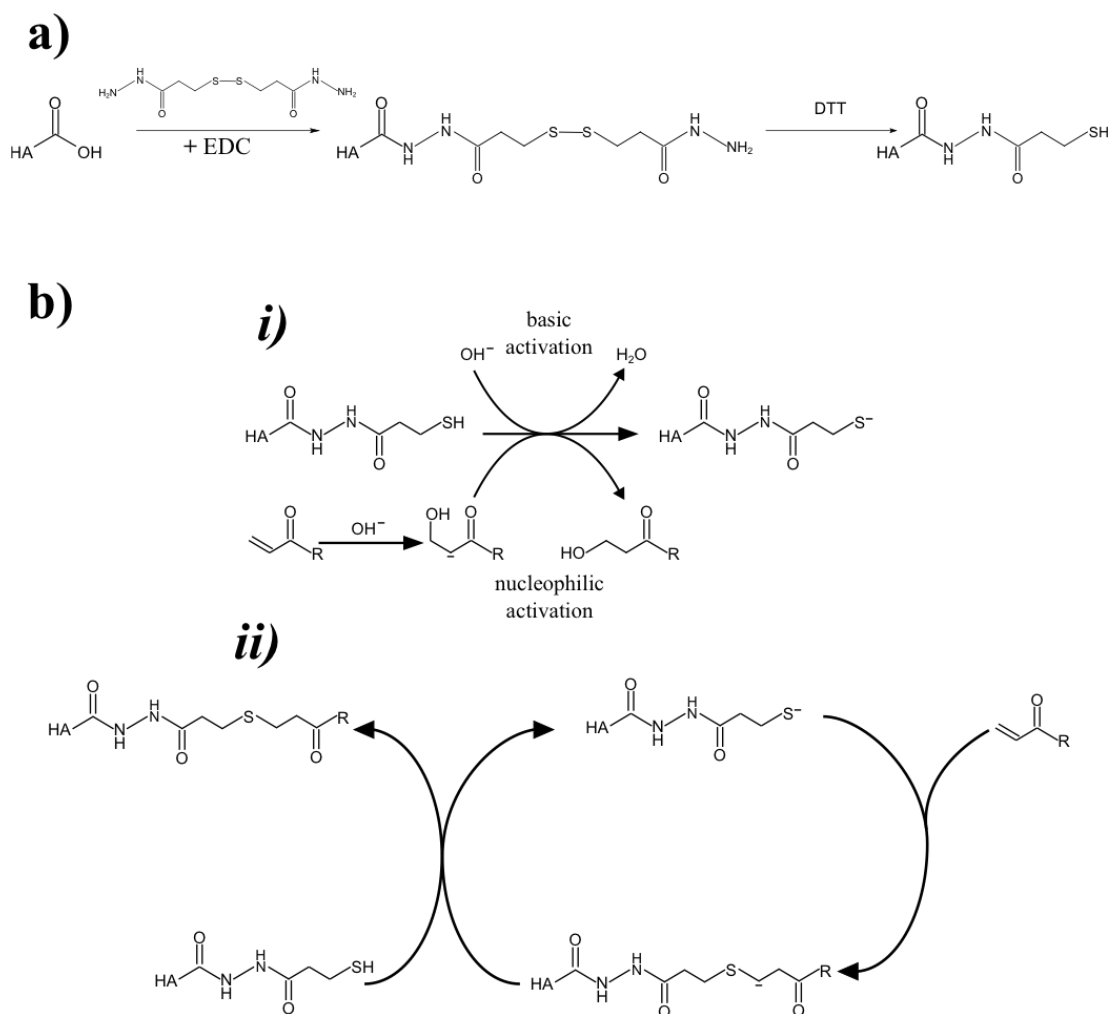 a)
H₂N
H
N
O
S—S
O
H
N
NH₂
O
HA
OH
+ EDC
O
HA
N
H
H
N
O
S—S
O
H
N
NH₂
DTT
O
HA
N
H
H
N
O
SH
b)
i)
basic
activation
OH⁻
H₂O
O
HA
N
H
H
N
O
SH
O
HA
N
H
H
N
O
S⁻
O
R
OH⁻
OH
O
R
–
HO
O
R
nucleophilic
activation
ii)
O
HA
N
H
H
N
O
S
O
R
O
HA
N
H
H
N
O
S⁻
O
R
O
HA
N
H
H
N
O
SH
O
HA
N
H
H
N
O
S
–
O
R